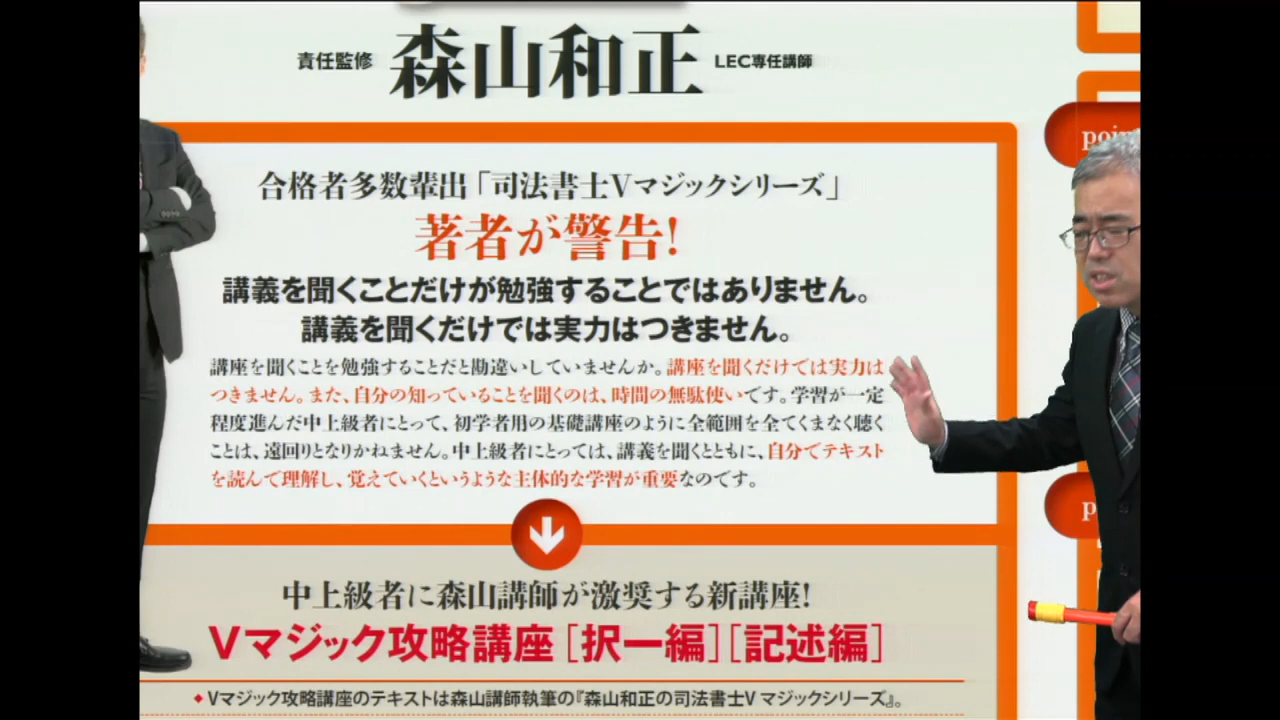 責任監修 森山和正 LEC専任講師
合格者多数輩出「司法書士Vマジックシリーズ」
著者が警告!
講義を聞くことだけが勉強することではありません。
講義を聞くだけでは実力はつきません。
講座を聞くことを勉強することだと勘違いしていませんか。講座を聞くだけでは実力は
つきません。また、自分の知っていることを聞くのは、時間の無駄使いです。学習が一定
程度進んだ中上級者にとって、初学者用の基礎講座のように全範囲を全てくまなく聴く
ことは、遠回りとなりかねません。中上級者にとっては、講義を聞くとともに、自分でテキスト
を読んで理解し、覚えていくというような主体的な学習が重要なのです。
中上級者に森山講師が激奨する新講座!
Vマジック攻略講座[択一編][記述編]
◆Vマジック攻略講座のテキストは森山講師執筆の『森山和正の司法書士V マジックシリーズ』。